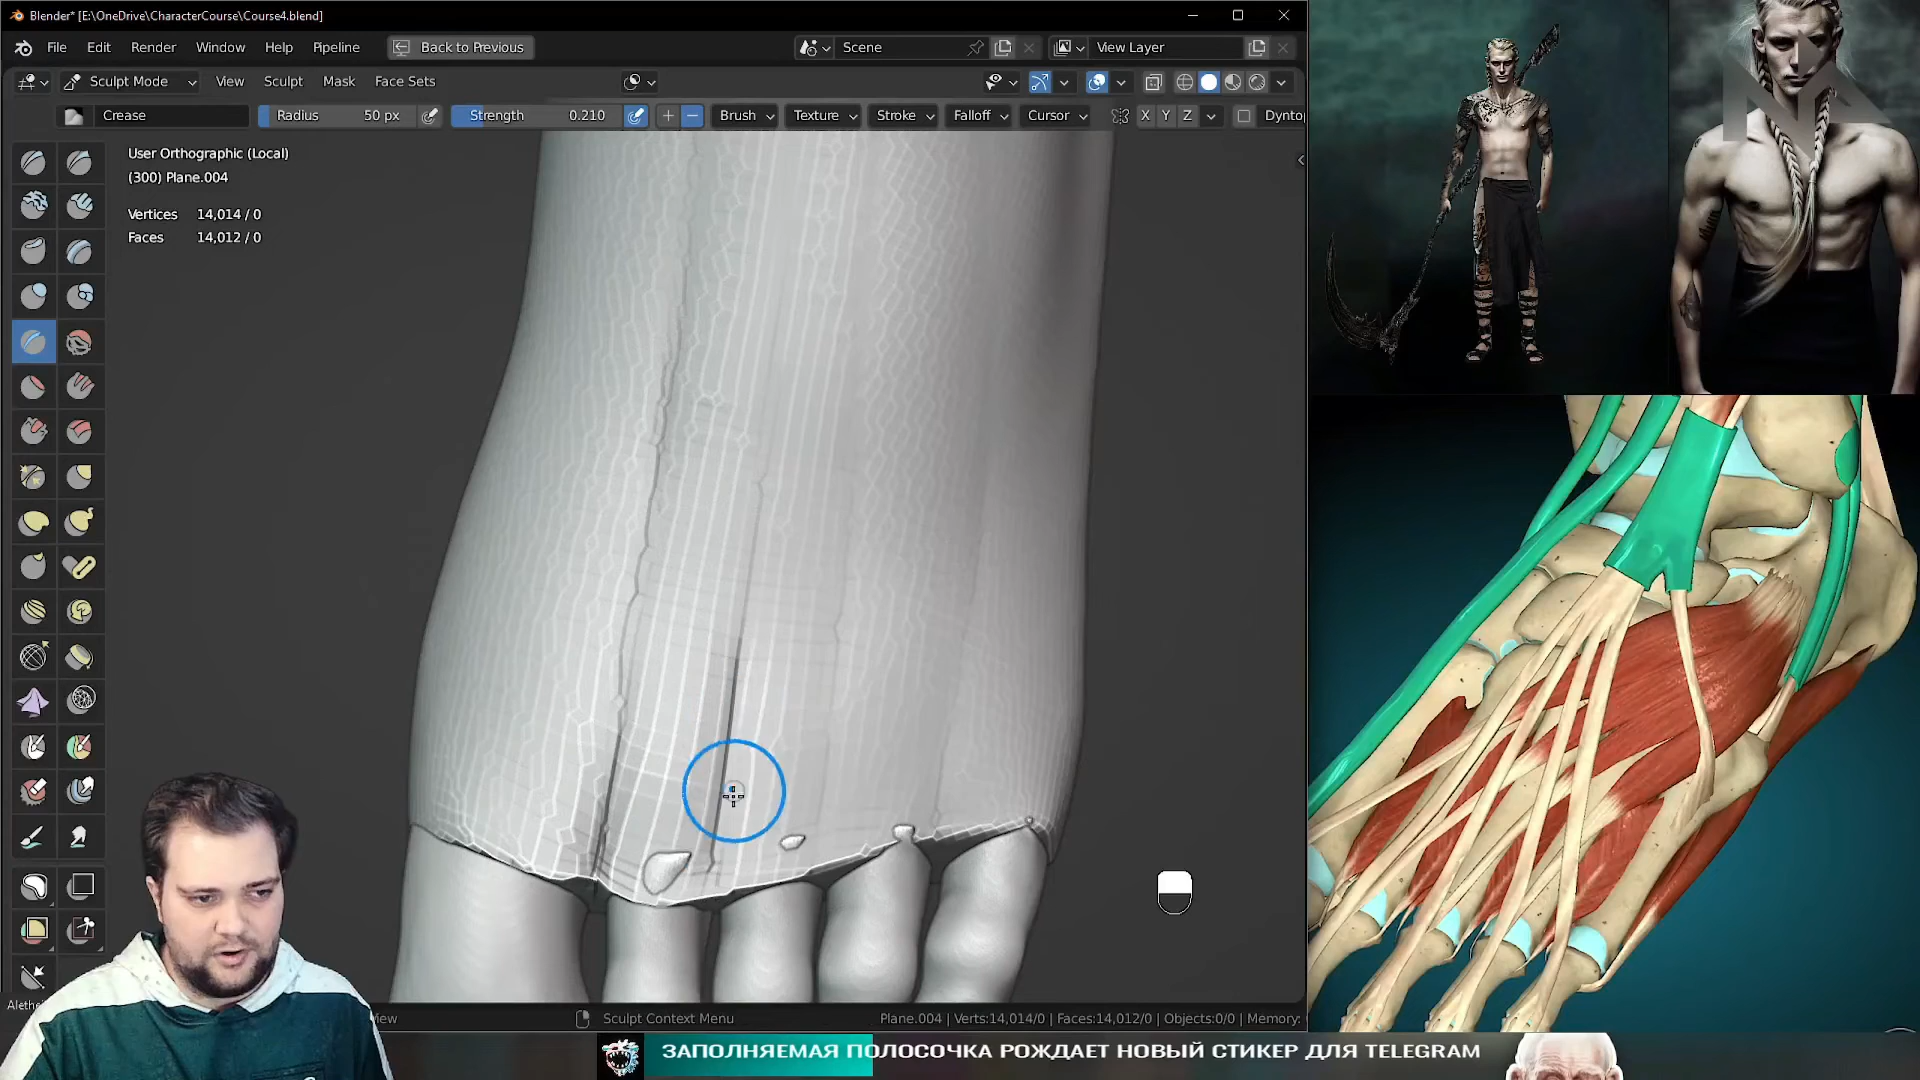 Blender* [E:\OneDrive\CharacterCourse\Course4.blend]
File Edit Render Window Help Pipeline Back to Previous Scene View Layer
Sculpt Mode View Sculpt Mask Face Sets
Crease Radius 50 px Strength 0.210 Brush Texture Stroke Falloff Cursor X Y Z Dynto
User Orthographic (Local)
(300) Plane.004
Vertices 14,014 / 0
Faces 14,012 / 0
Alethei
View Sculpt Context Menu Plane.004 | Verts:14,014/0 | Faces:14,012/0 | Objects:0/0 | Memory:
ЗАПОЛНЯЕМАЯ ПОЛОСОЧКА РОЖДАЕТ НОВЫЙ СТИКЕР ДЛЯ TELEGRAM